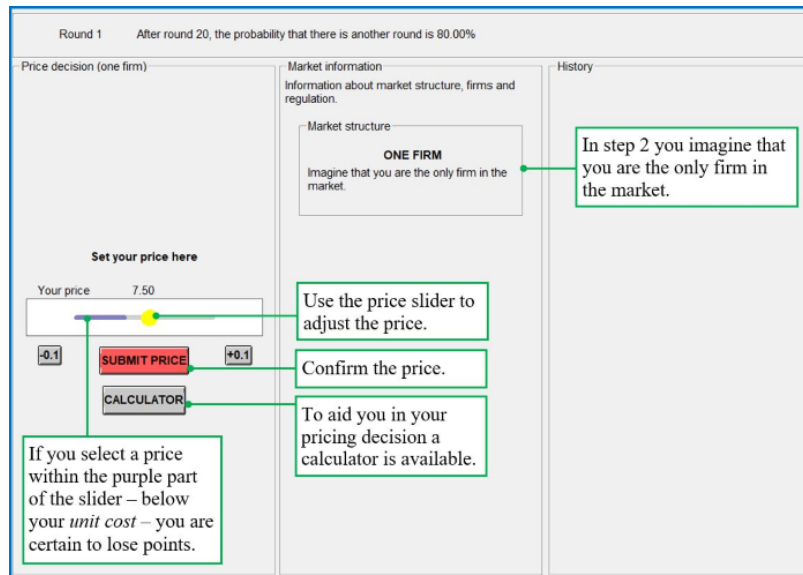 Round 1 After round 20, the probability that there is another round is 80.00%
Price decision (one firm)
Set your price here
Your price 7.50
-0.1
SUBMIT PRICE
+0.1
CALCULATOR
If you select a price
within the purple part
of the slider – below
your unit cost – you are
certain to lose points.
Market information
Information about market structure, firms and
regulation.
Market structure
ONE FIRM
Imagine that you are the only firm in the
market.
Use the price slider to
adjust the price.
Confirm the price.
To aid you in your
pricing decision a
calculator is available.
History
In step 2 you imagine that
you are the only firm in
the market.